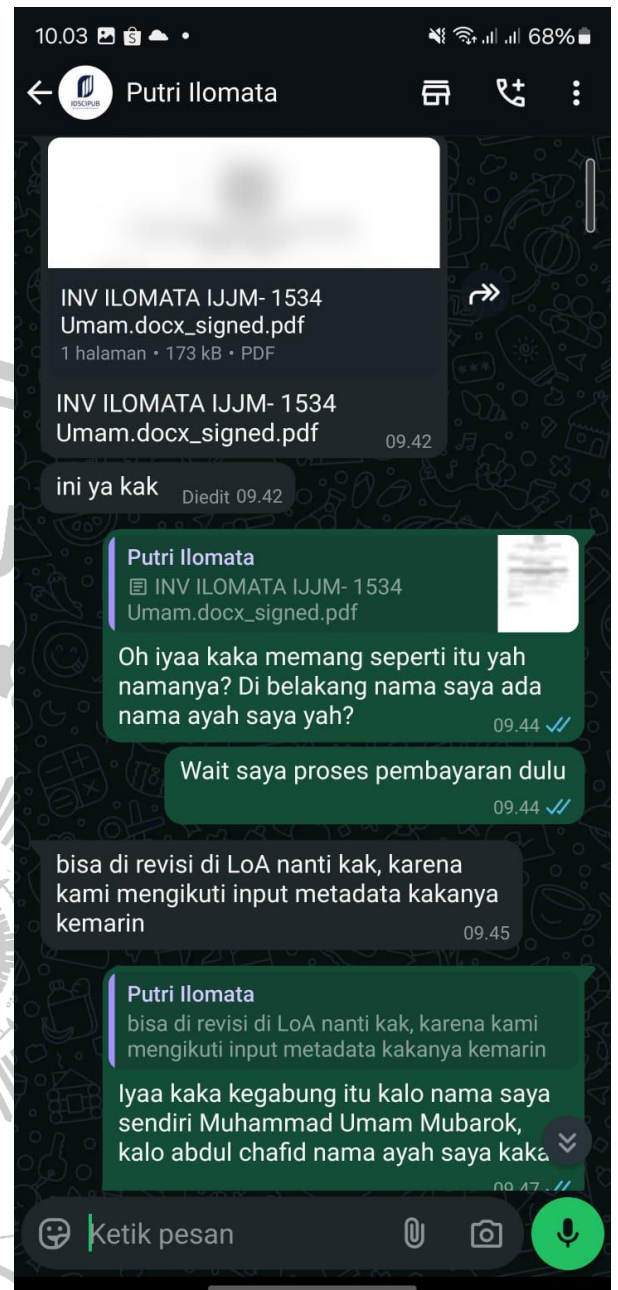 10.03
68%
IDSCIPUB
Putri Ilomata
INV ILOMATA IJJM- 1534
Umam.docx_signed.pdf
1 halaman • 173 kB • PDF
INV ILOMATA IJJM- 1534
Umam.docx_signed.pdf
09.42
ini ya kak
Diedit 09.42
Putri Ilomata
INV ILOMATA IJJM- 1534
Umam.docx_signed.pdf
Oh iyaa kaka memang seperti itu yah
namanya? Di belakang nama saya ada
nama ayah saya yah?
09.44
Wait saya proses pembayaran dulu
09.44
bisa di revisi di LoA nanti kak, karena
kami mengikuti input metadata kakanya
kemarin
09.45
Putri Ilomata
bisa di revisi di LoA nanti kak, karena kami
mengikuti input metadata kakanya kemarin
Iyaa kaka kegabung itu kalo nama saya
sendiri Muhammad Umam Mubarok,
kalo abdul chafid nama ayah saya kaka
09.47
Ketik pesan